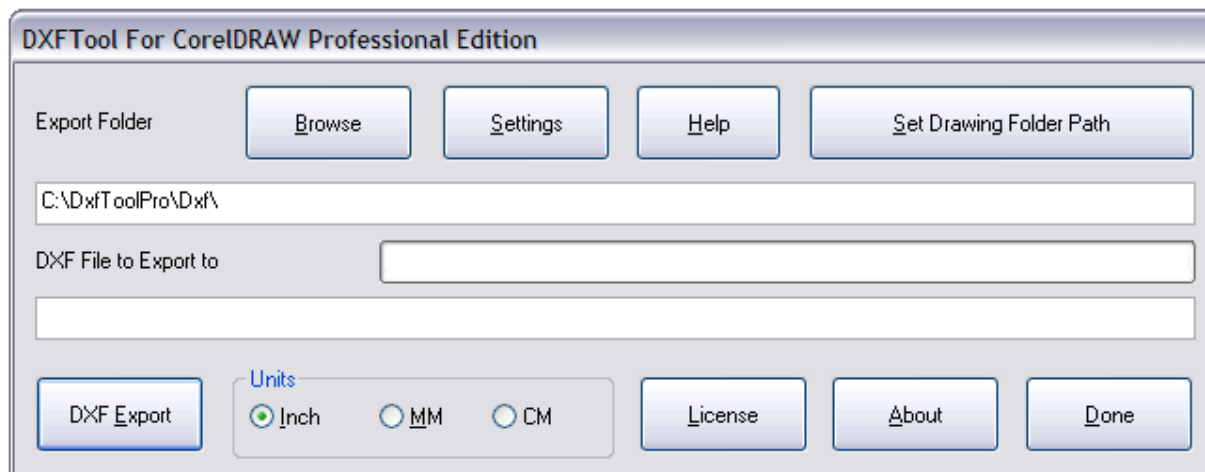 DXFTool For CorelDRAW Professional Edition
Export Folder Browse Settings Help Set Drawing Folder Path
C:\DxfToolPro\Dxf\
DXF File to Export to
Units
DXF Export Inch MM CM License About Done